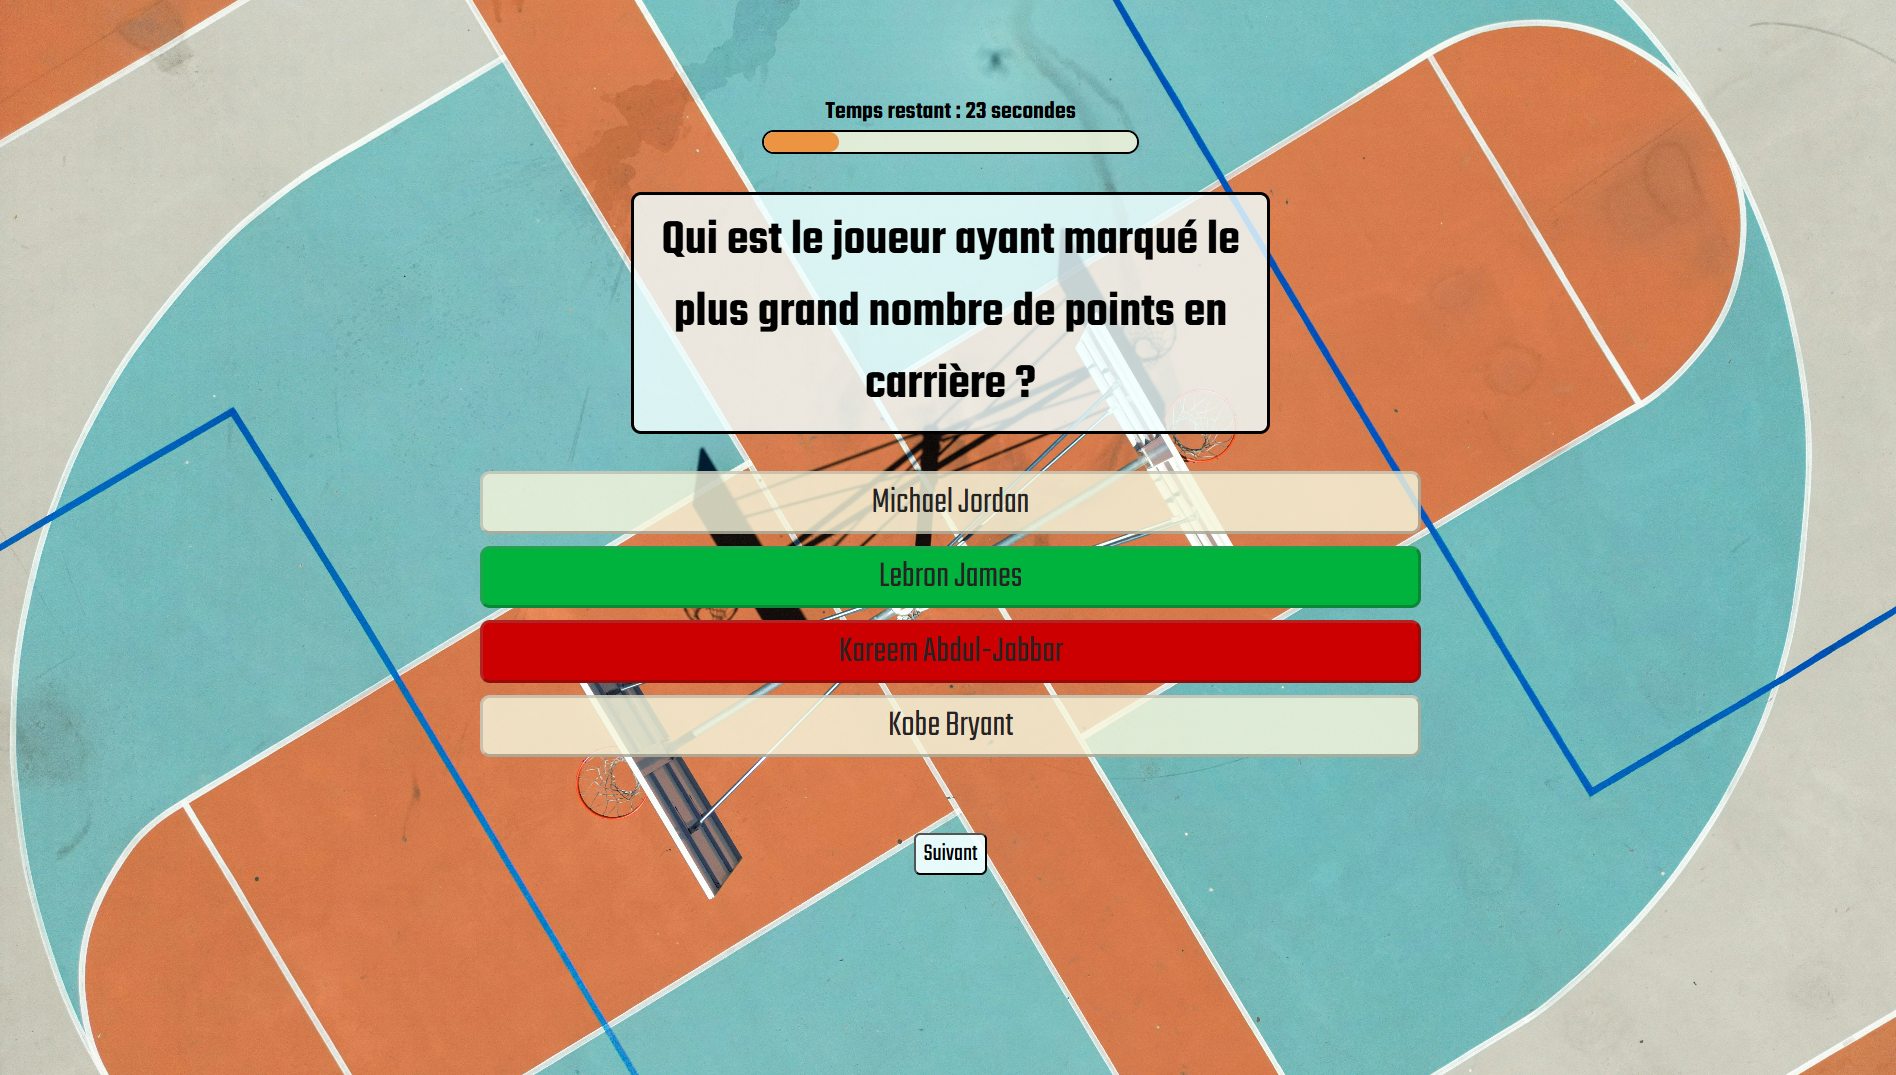 Temps restant : 23 secondes
Qui est le joueur ayant marqué le
plus grand nombre de points en
carrière ?
Michael Jordan
Lebron James
Kareem Abdul-Jabbar
Kobe Bryant
Suivant